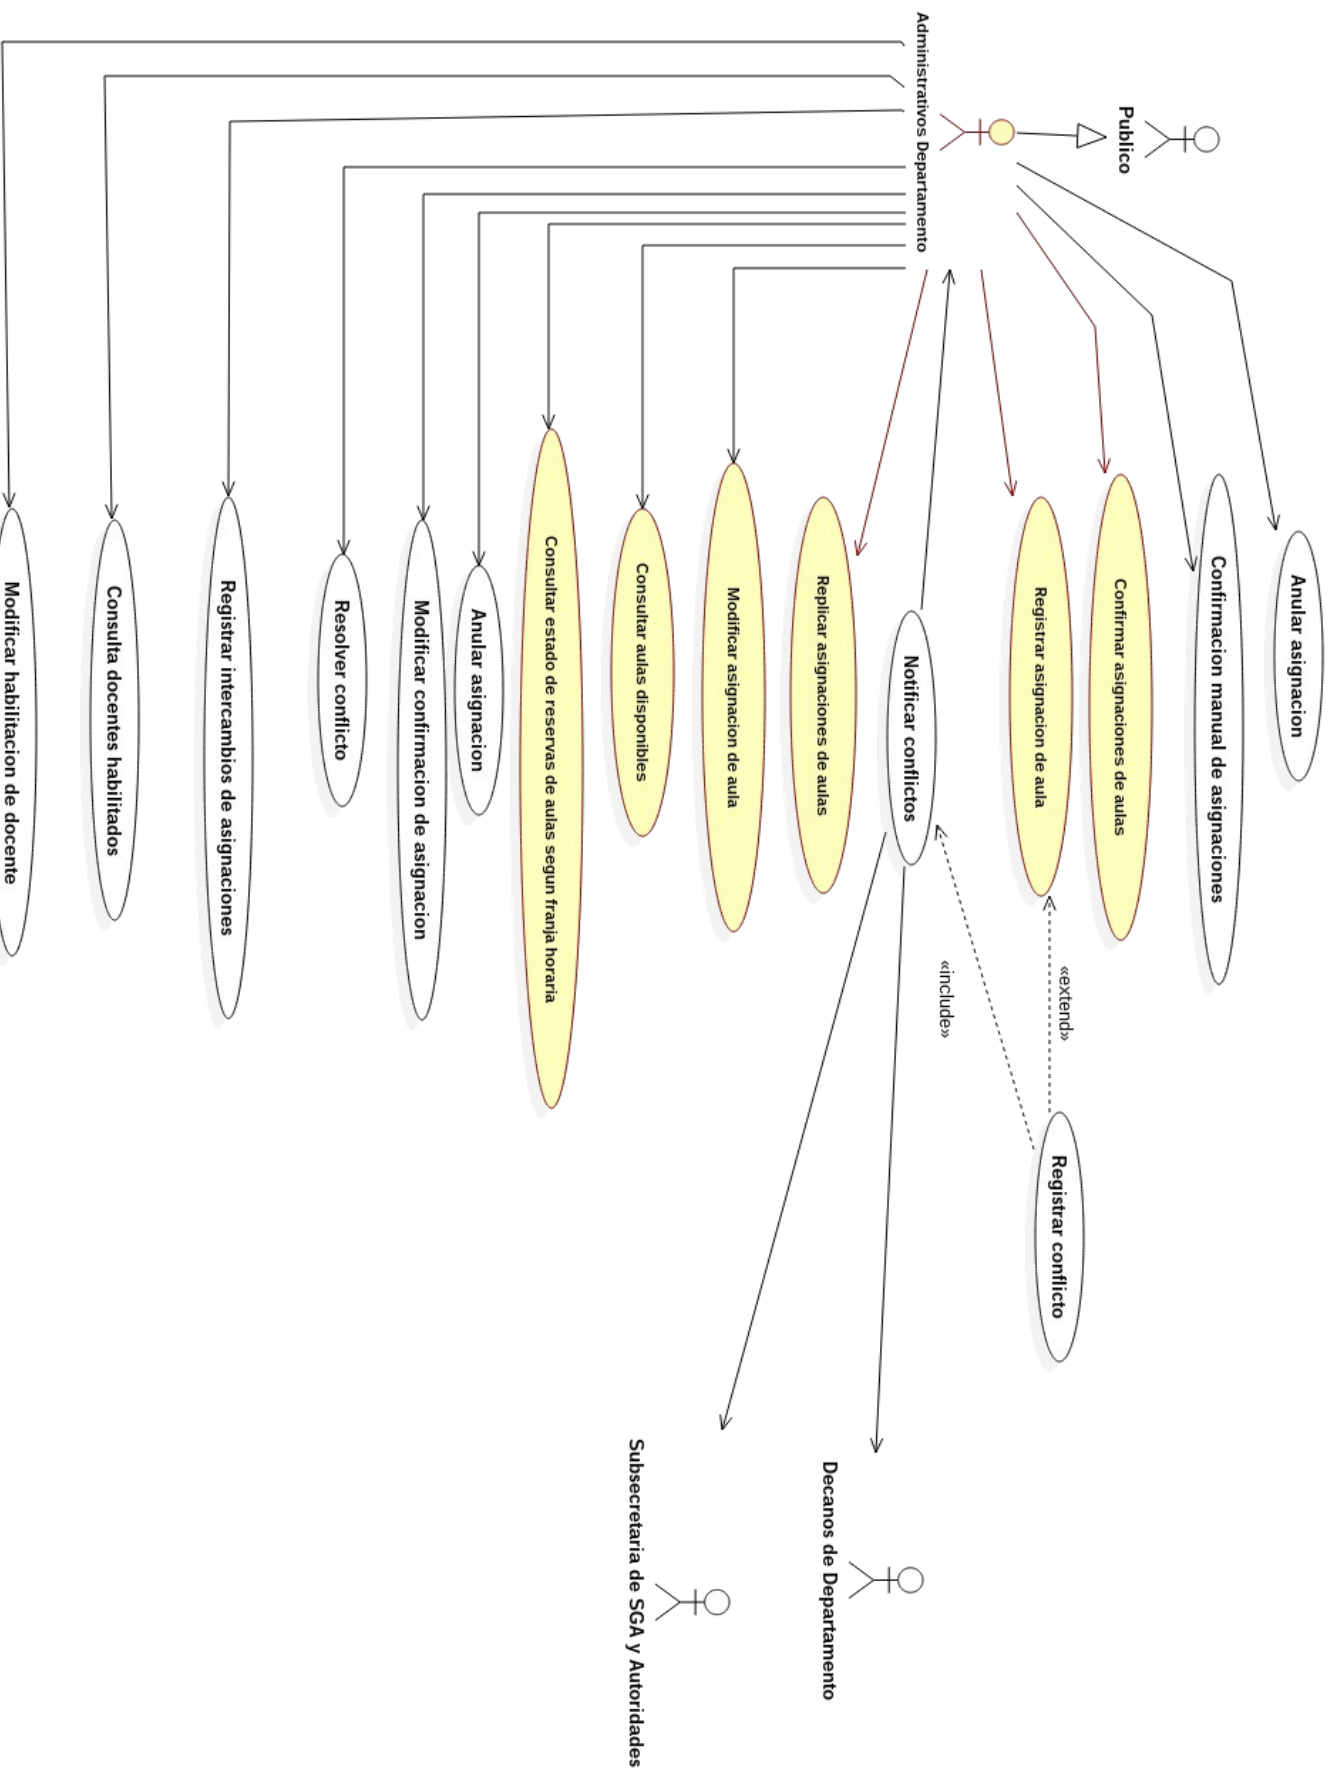 Publico
Administrativos Departamento
Anular asignacion
Confirmacion manual de asignaciones
Confirmar asignaciones de aulas
Registrar asignacion de aula
«extend»
Registrar conflicto
«include»
Notificar conflictos
Decanos de Departamento
Replicar asignaciones de aulas
Modificar asignacion de aula
Subsecretaria de SGA y Autoridades
Consultar aulas disponibles
Consultar estado de reservas de aulas segun franja horaria
Anular asignacion
Modificar confirmacion de asignacion
Resolver conflicto
Registrar intercambios de asignaciones
Consulta docentes habilitados
Modificar habilitacion de docente